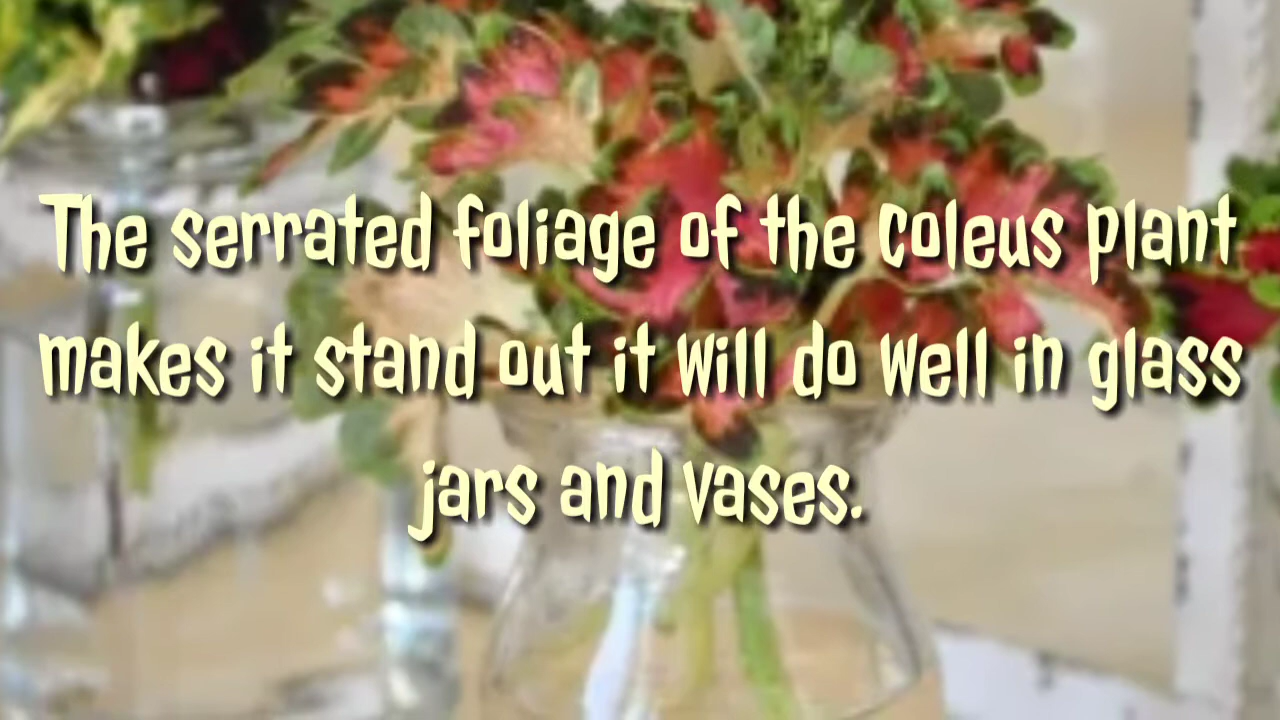 The serrated foliage of the coleus plant
makes it stand out it will do well in glass
jars and vases.